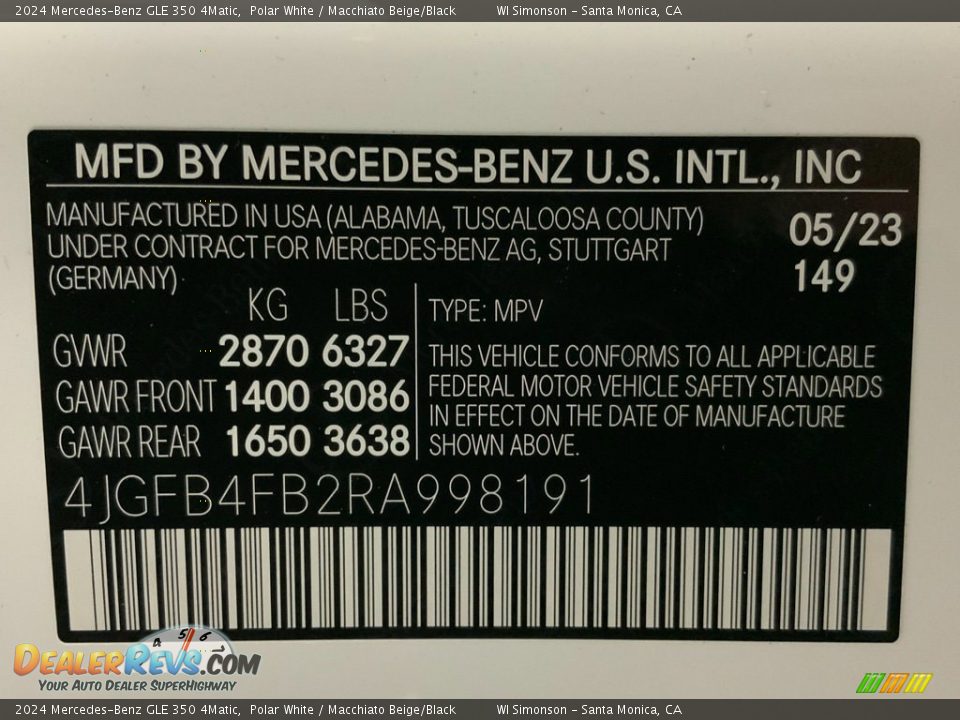 2024 Mercedes-Benz GLE 350 4Matic, Polar White / Macchiato Beige/Black WI Simonson - Santa Monica, CA
MFD BY MERCEDES-BENZ U.S. INTL., INC
MANUFACTURED IN USA (ALABAMA, TUSCALOOSA COUNTY) 05/23
UNDER CONTRACT FOR MERCEDES-BENZ AG, STUTTGART
(GERMANY) 149
KG LBS
GVWR 2870 6327
GAWR FRONT 1400 3086
GAWR REAR 1650 3638
TYPE: MPV
THIS VEHICLE CONFORMS TO ALL APPLICABLE
FEDERAL MOTOR VEHICLE SAFETY STANDARDS
IN EFFECT ON THE DATE OF MANUFACTURE
SHOWN ABOVE.
4JGFB4FB2RA998191
4 5 6
DEALERREVS.COM
YOUR AUTO DEALER SUPERHIGHWAY
2024 Mercedes-Benz GLE 350 4Matic, Polar White / Macchiato Beige/Black WI Simonson - Santa Monica, CA